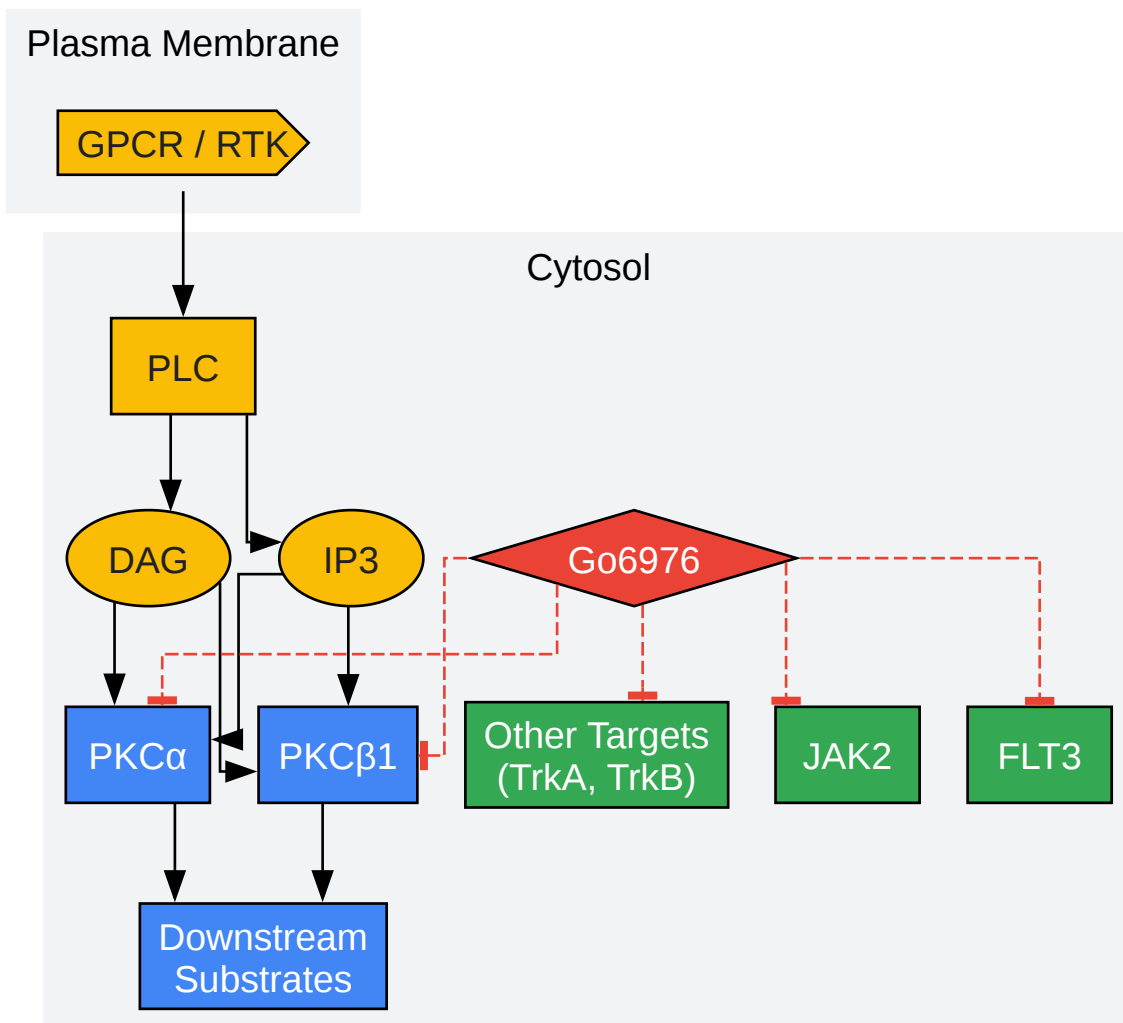 Plasma Membrane
GPCR / RTK
Cytosol
PLC
DAG
IP3
Go6976
PKCα
PKCβ1
Other Targets
(TrkA, TrkB)
JAK2
FLT3
Downstream
Substrates